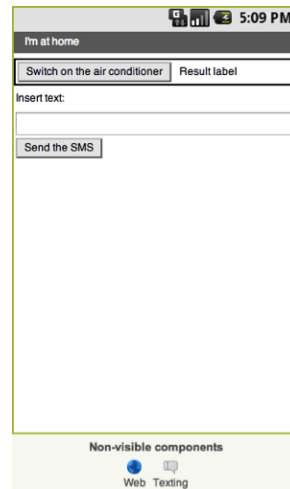 5:09 PM
I'm at home
Switch on the air conditioner Result label
Insert text:
Send the SMS
Non-visible components
Web Texting